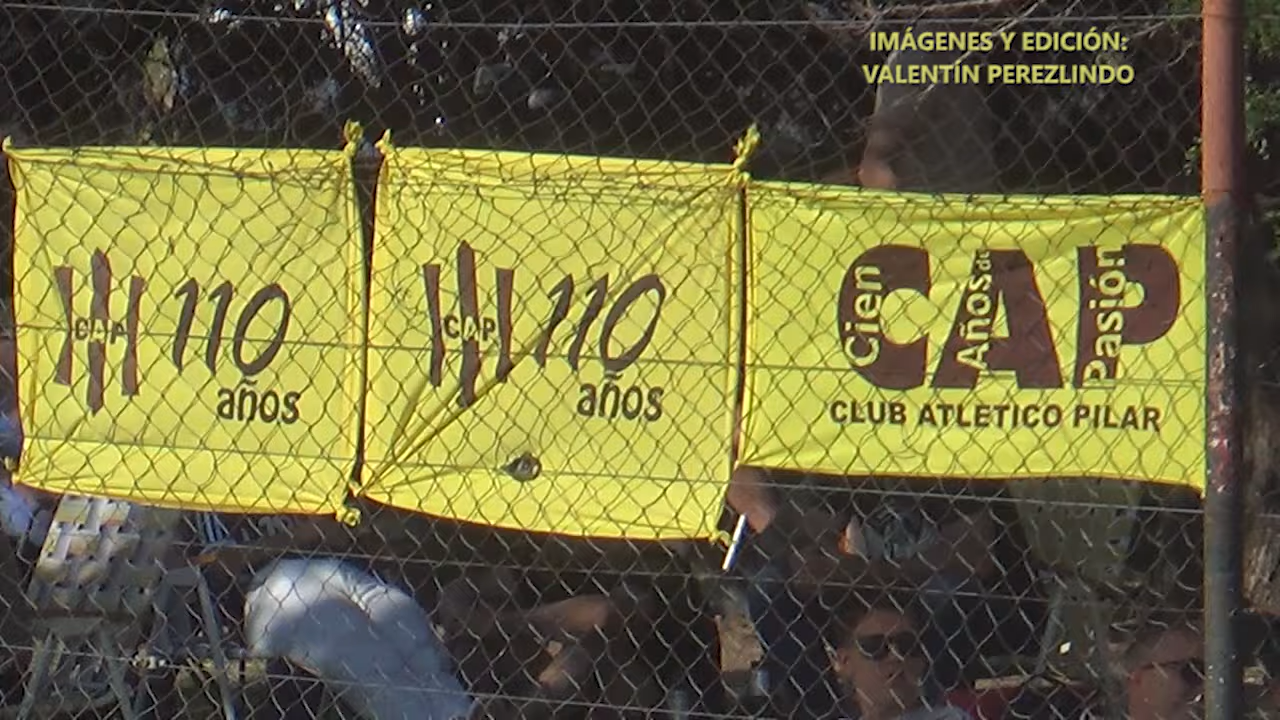 IMÁGENES Y EDICIÓN:
VALENTÍN PEREZLINDO
CAP
110
años
CAP
110
años
CAP
Cien
Años de
Pasión
CLUB ATLETICO PILAR